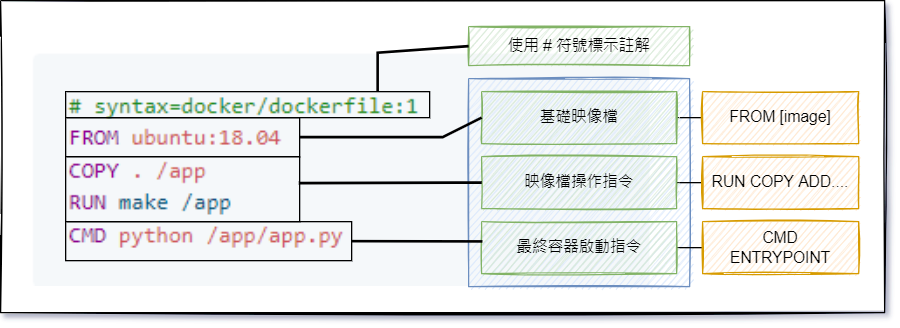 使用 # 符號標示註解
# syntax=docker/dockerfile:1
FROM ubuntu:18.04
COPY . /app
RUN make /app
CMD python /app/app.py
基礎映像檔
映像檔操作指令
最終容器啟動指令
FROM [image]
RUN COPY ADD....
CMD
ENTRYPOINT